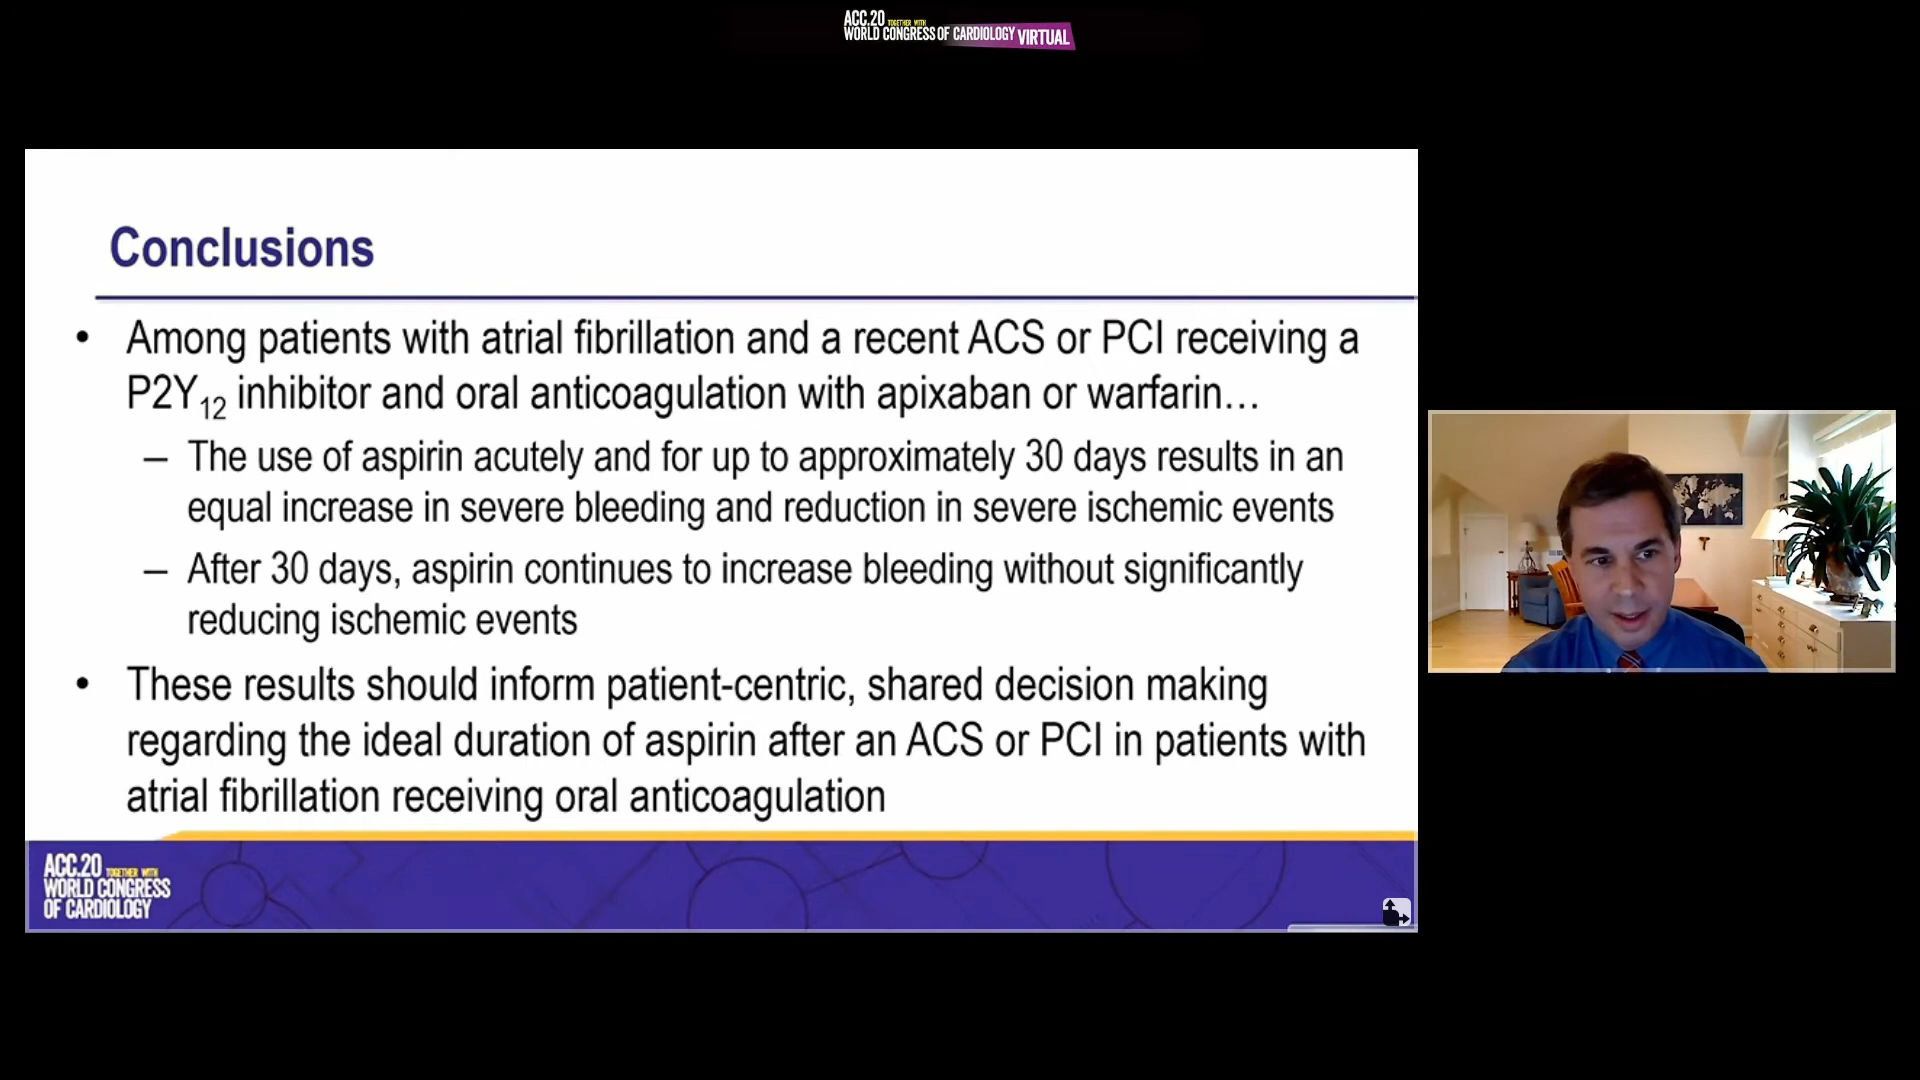 ACC.20 TOGETHER WITH
WORLD CONGRESS OF CARDIOLOGY VIRTUAL
Conclusions
• Among patients with atrial fibrillation and a recent ACS or PCI receiving a
P2Y12 inhibitor and oral anticoagulation with apixaban or warfarin…
– The use of aspirin acutely and for up to approximately 30 days results in an
equal increase in severe bleeding and reduction in severe ischemic events
– After 30 days, aspirin continues to increase bleeding without significantly
reducing ischemic events
• These results should inform patient-centric, shared decision making
regarding the ideal duration of aspirin after an ACS or PCI in patients with
atrial fibrillation receiving oral anticoagulation
ACC.20 TOGETHER WITH
WORLD CONGRESS
OF CARDIOLOGY